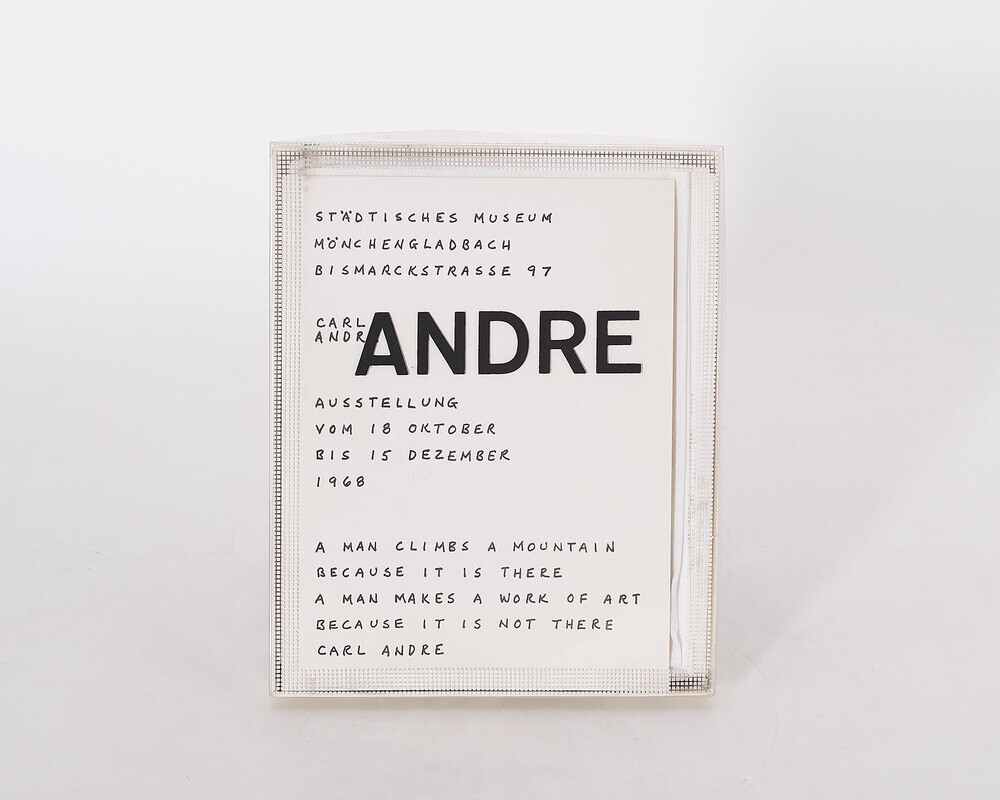 STÄDTISCHES MUSEUM
MÖNCHENGLADBACH
BISMARCKSTRASSE 97
CARL
ANDR
ANDRE
AUSSTELLUNG
VOM 18 OKTOBER
BIS 15 DEZEMBER
1968
A MAN CLIMBS A MOUNTAIN
BECAUSE IT IS THERE
A MAN MAKES A WORK OF ART
BECAUSE IT IS NOT THERE
CARL ANDRE